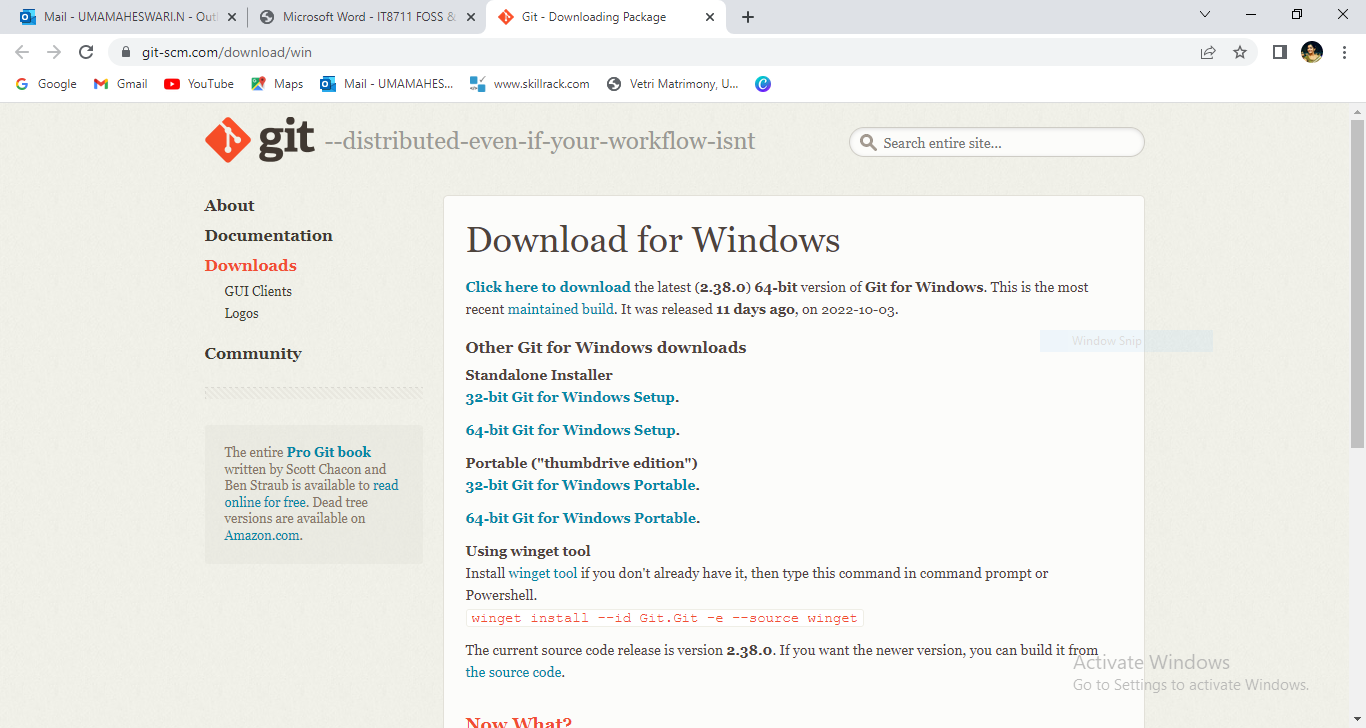 Mail - UMAMAHESWARI.N - Outl
Microsoft Word - IT8711 FOSS &
Git - Downloading Package
git-scm.com/download/win
Google
Gmail
YouTube
Maps
Mail - UMAMAHES...
www.skillrack.com
Vetri Matrimony, U...
git --distributed-even-if-your-workflow-isnt
Search entire site...
About
Documentation
Downloads
GUI Clients
Logos
Community
The entire Pro Git book
written by Scott Chacon and
Ben Straub is available to read
online for free. Dead tree
versions are available on
Amazon.com.
Download for Windows
Click here to download the latest (2.38.0) 64-bit version of Git for Windows. This is the most
recent maintained build. It was released 11 days ago, on 2022-10-03.
Window Snip
Other Git for Windows downloads
Standalone Installer
32-bit Git for Windows Setup.
64-bit Git for Windows Setup.
Portable ("thumbdrive edition")
32-bit Git for Windows Portable.
64-bit Git for Windows Portable.
Using winget tool
Install winget tool if you don't already have it, then type this command in command prompt or
Powershell.
winget install --id Git.Git -e --source winget
The current source code release is version 2.38.0. If you want the newer version, you can build it from
the source code.
Now What?
Activate Windows
Go to Settings to activate Windows.